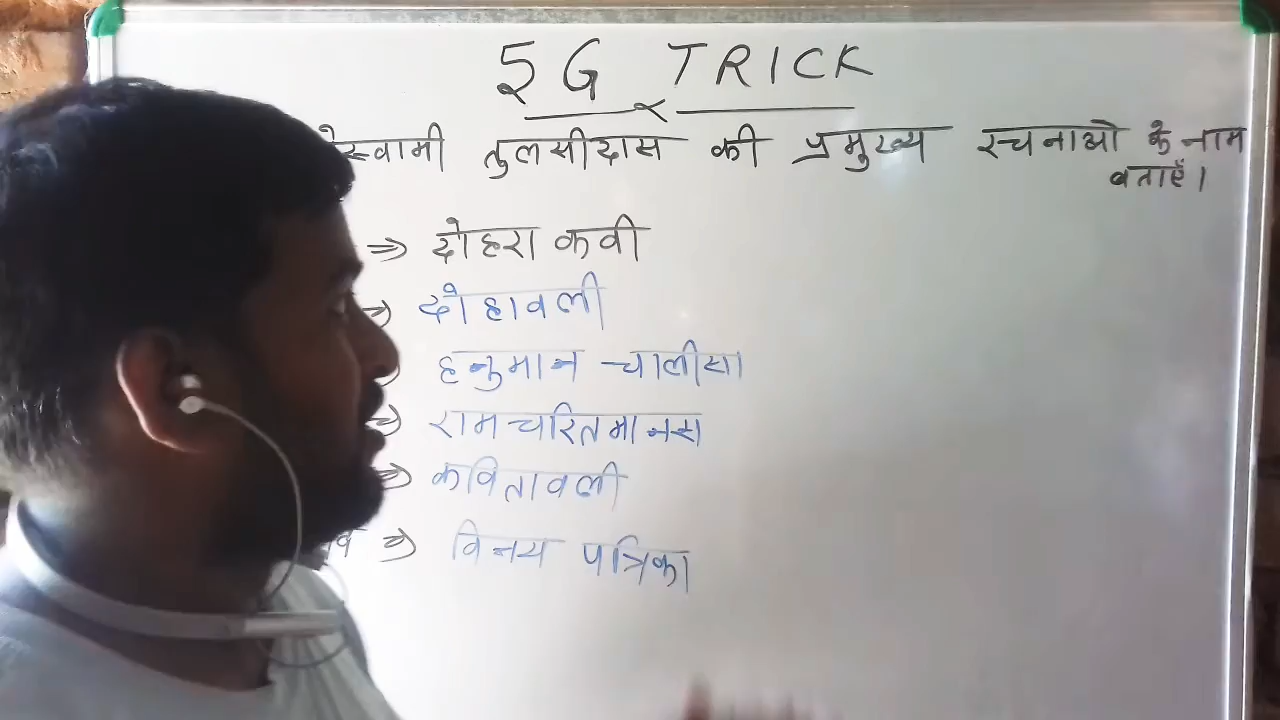 5G TRICK
स्वामी तुलसीदास की प्रमुख्य रचनाओ के नाम
बताएँ।
⇒ दोहरा कवी
⇒ दोहावली
हनुमान चालीसा
⇒ रामचरितमानस
⇒ कवितावली
व ⇒ विनय पत्रिका